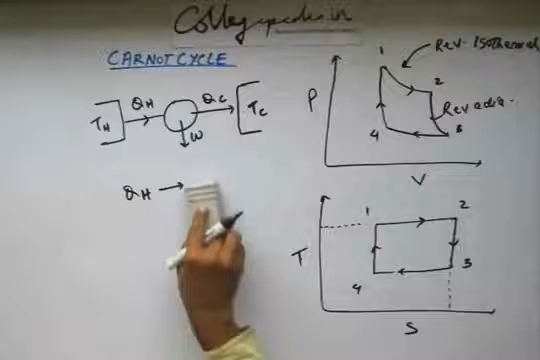 Collegepedia.in
CARNOT CYCLE
TH QH QC TC
W
QH →
1 Rev. Isothermal
2
P
Rev adia.
4 3
V
1 2
T
4 3
S